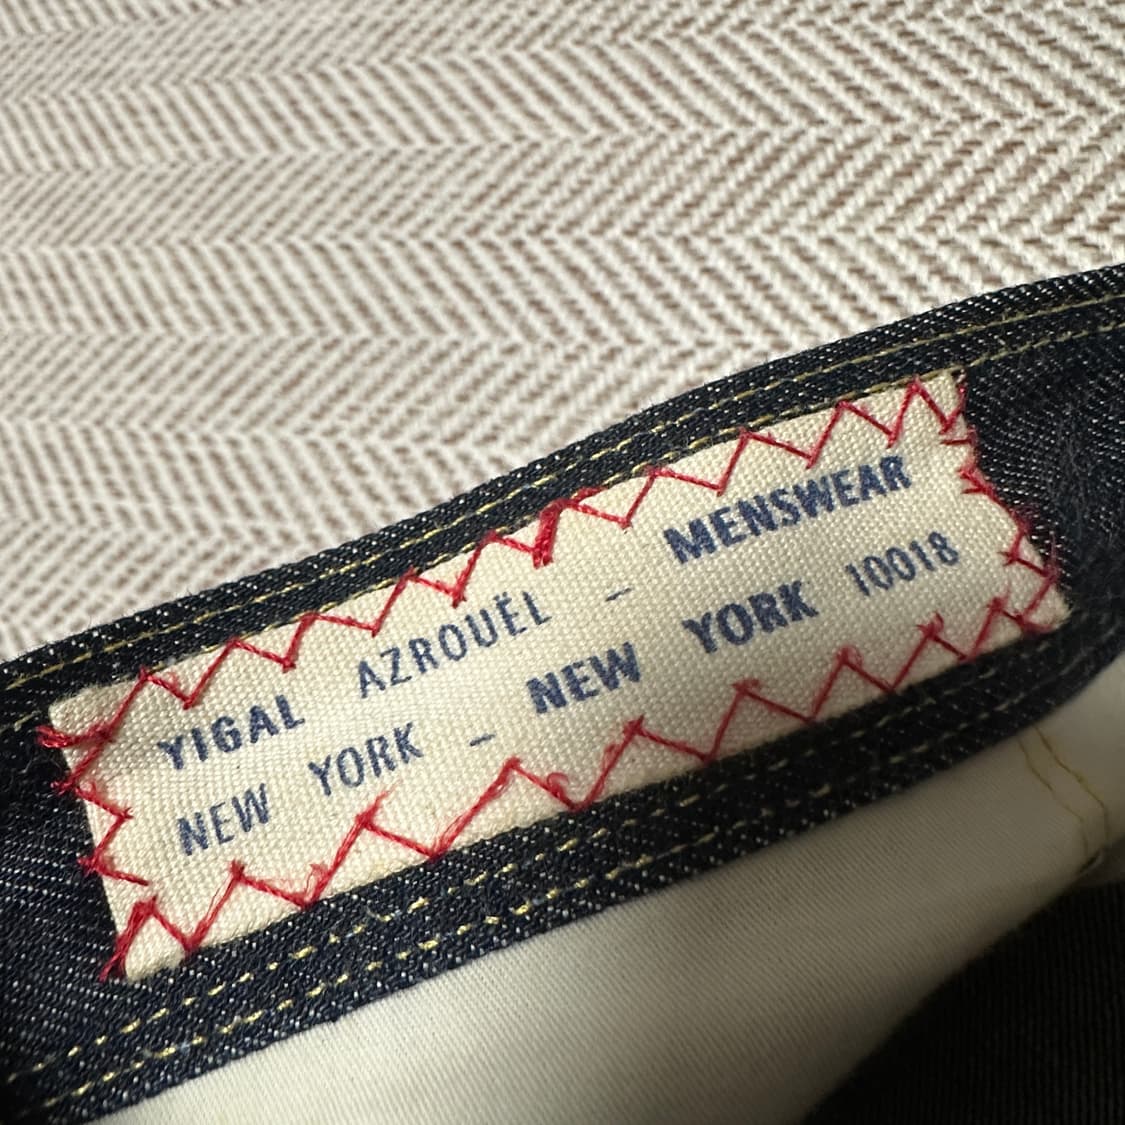 YIGAL AZROUËL - MENSWEAR
NEW YORK - NEW YORK 10018